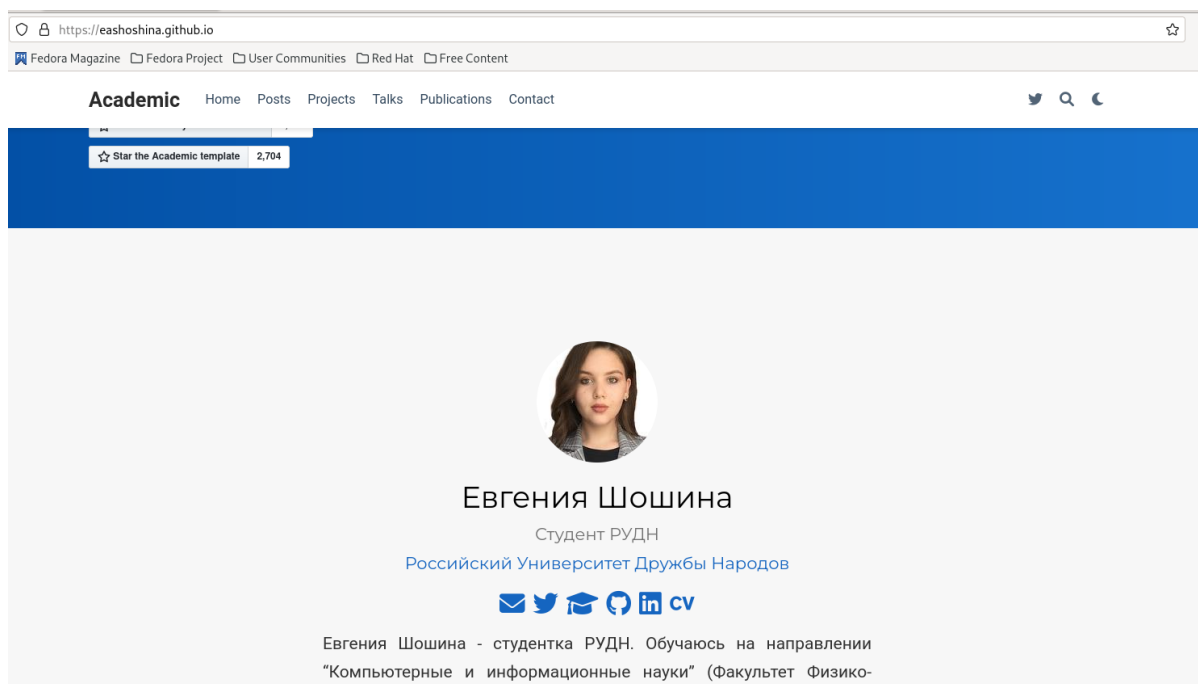 https://eashoshina.github.io
Fedora Magazine Fedora Project User Communities Red Hat Free Content
Academic Home Posts Projects Talks Publications Contact
Star the Academic template 2,704
Евгения Шошина
Студент РУДН
Российский Университет Дружбы Народов
in CV
Евгения Шошина - студентка РУДН. Обучаюсь на направлении
“Компьютерные и информационные науки” (Факультет Физико-